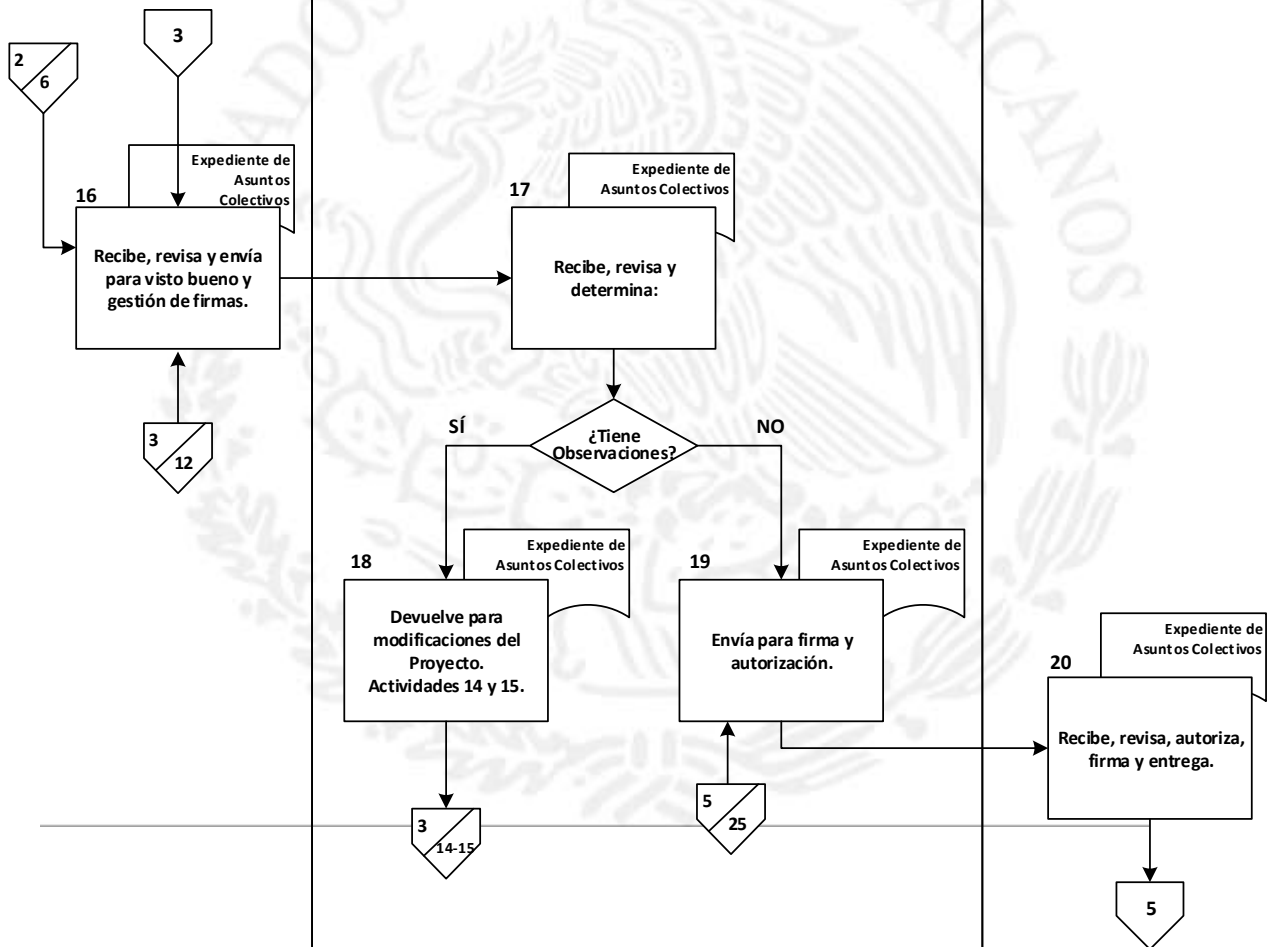 3
2
6
Expediente de
Asuntos
Colectivos
16
Recibe, revisa y envía
para visto bueno y
gestión de firmas.
3
12
Expediente de
Asuntos Colectivos
17
Recibe, revisa y
determina:
¿Tiene
Observaciones?
SÍ
NO
Expediente de
Asuntos Colectivos
18
Devuelve para
modificaciones del
Proyecto.
Actividades 14 y 15.
3
14-15
Expediente de
Asuntos Colectivos
19
Envía para firma y
autorización.
5
25
Expediente de
Asuntos Colectivos
20
Recibe, revisa, autoriza,
firma y entrega.
5